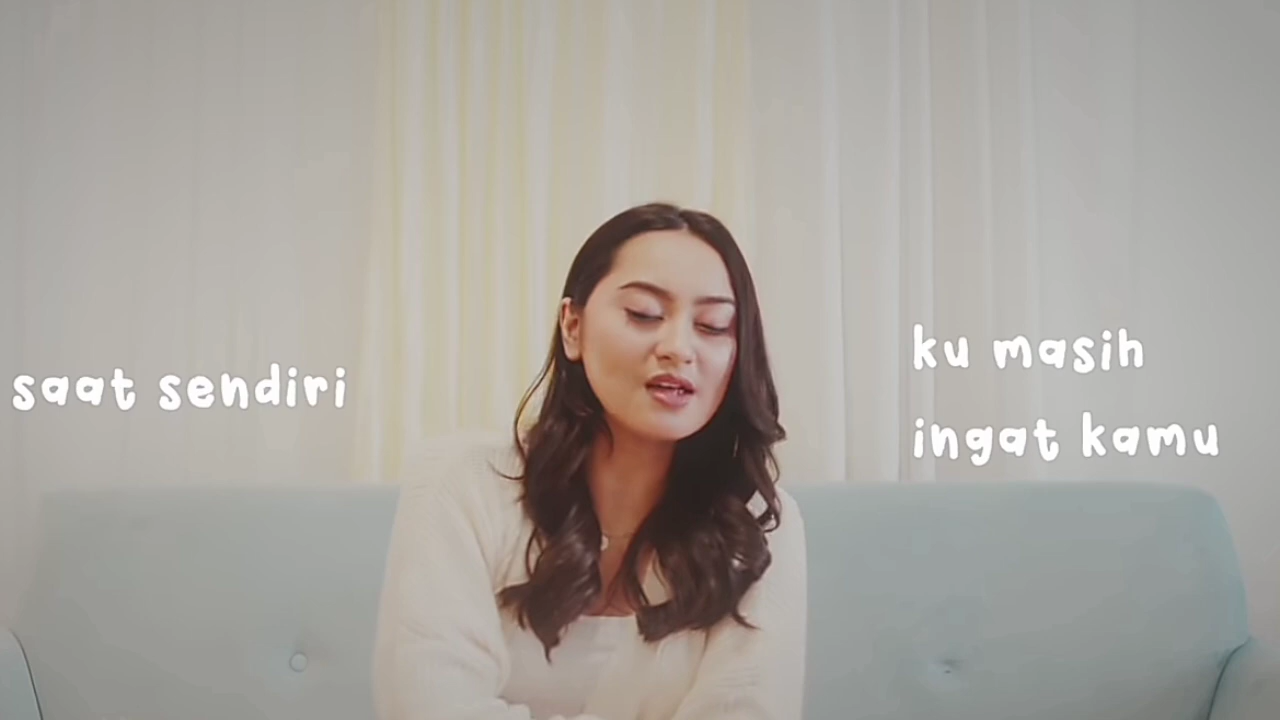 saat sendiri
ku masih
ingat kamu